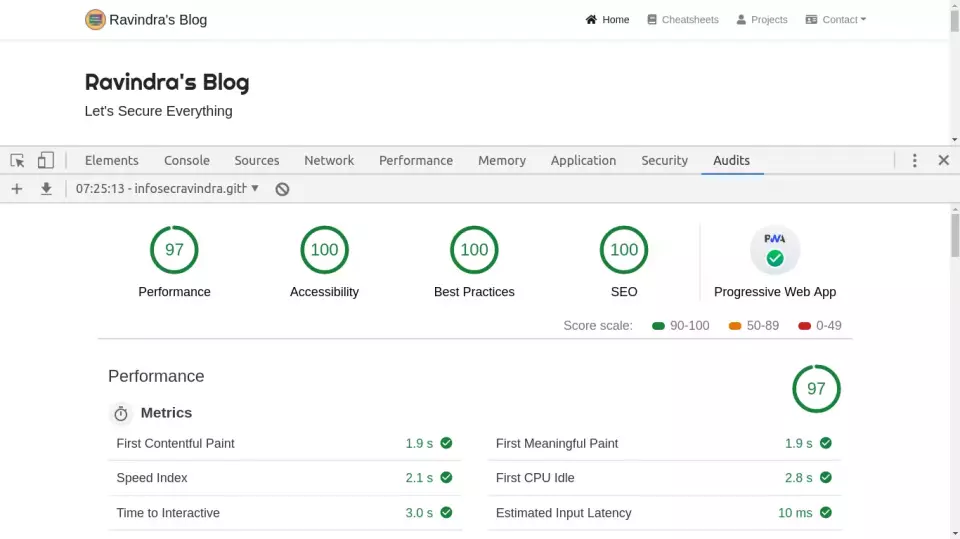 Ravindra's Blog Home Cheatsheets Projects Contact
Ravindra's Blog
Let's Secure Everything
Elements Console Sources Network Performance Memory Application Security Audits
07:25:13 - infosecravindra.gith
97 100 100 100 PWA
Performance Accessibility Best Practices SEO Progressive Web App
Score scale: 90-100 50-89 0-49
Performance 97
Metrics
First Contentful Paint 1.9 s First Meaningful Paint 1.9 s
Speed Index 2.1 s First CPU Idle 2.8 s
Time to Interactive 3.0 s Estimated Input Latency 10 ms